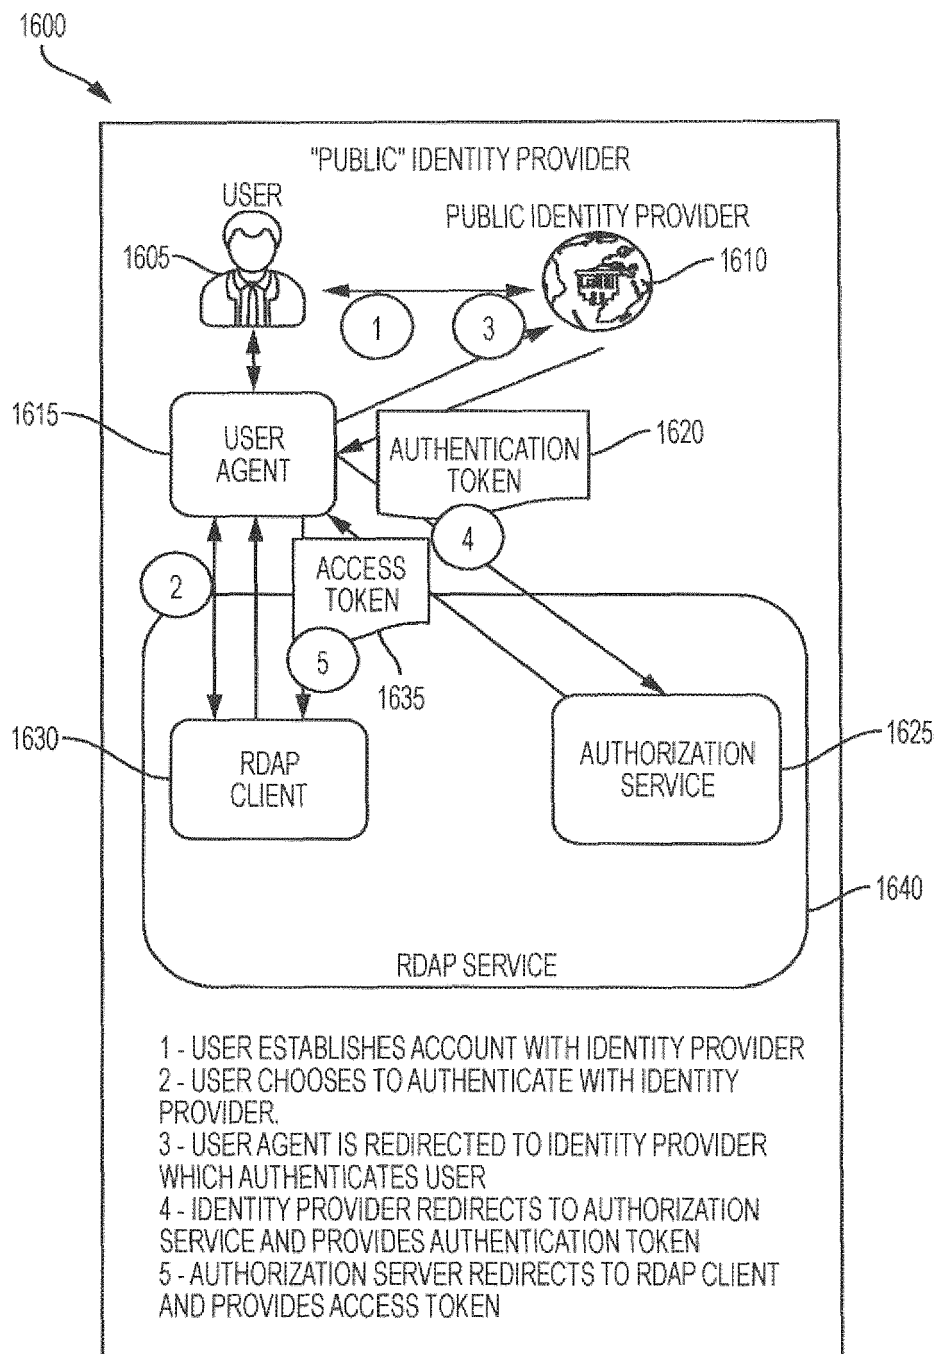 1600
"PUBLIC" IDENTITY PROVIDER
USER
PUBLIC IDENTITY PROVIDER
1605
1610
1
3
1615
USER
AGENT
AUTHENTICATION
TOKEN
1620
4
2
ACCESS
TOKEN
5
1635
1630
RDAP
CLIENT
AUTHORIZATION
SERVICE
1625
1640
RDAP SERVICE
1 - USER ESTABLISHES ACCOUNT WITH IDENTITY PROVIDER
2 - USER CHOOSES TO AUTHENTICATE WITH IDENTITY
PROVIDER.
3 - USER AGENT IS REDIRECTED TO IDENTITY PROVIDER
WHICH AUTHENTICATES USER
4 - IDENTITY PROVIDER REDIRECTS TO AUTHORIZATION
SERVICE AND PROVIDES AUTHENTICATION TOKEN
5 - AUTHORIZATION SERVER REDIRECTS TO RDAP CLIENT
AND PROVIDES ACCESS TOKEN